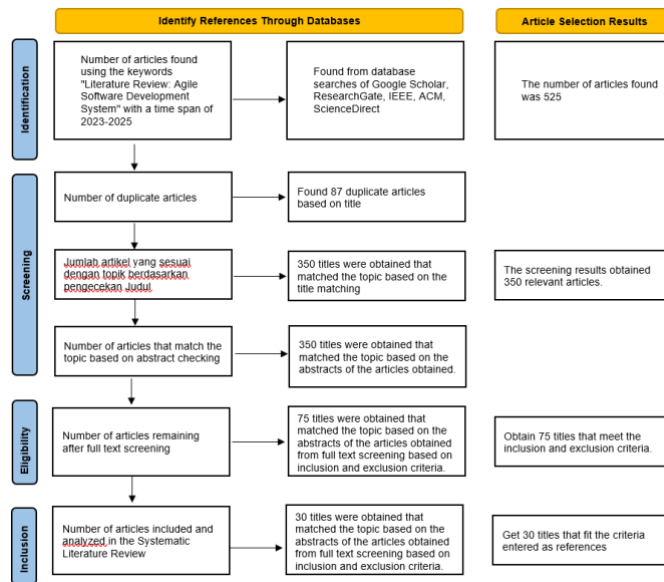 Identify References Through Databases
Article Selection Results
Identification
Number of articles found
using the keywords
"Literature Review: Agile
Software Development
System" with a time span of
2023-2025
Found from database
searches of Google Scholar,
ResearchGate, IEEE, ACM,
ScienceDirect
The number of articles found
was 525
Screening
Number of duplicate articles
Found 87 duplicate articles
based on title
Jumlah artikel yang sesuai
dengan topik berdasarkan
pengecekan Judul
350 titles were obtained that
matched the topic based on the
title matching
The screening results obtained
350 relevant articles.
Number of articles that match the
topic based on abstract checking
350 titles were obtained that
matched the topic based on the
abstracts of the articles obtained.
Eligibility
Number of articles remaining
after full text screening
75 titles were obtained that
matched the topic based on the
abstracts of the articles obtained
from full text screening based on
inclusion and exclusion criteria.
Obtain 75 titles that meet the
inclusion and exclusion criteria.
Inclusion
Number of articles included and
analyzed in the Systematic
Literature Review
30 titles were obtained that
matched the topic based on the
abstracts of the articles obtained
from full text screening based on
inclusion and exclusion criteria.
Get 30 titles that fit the criteria
entered as references